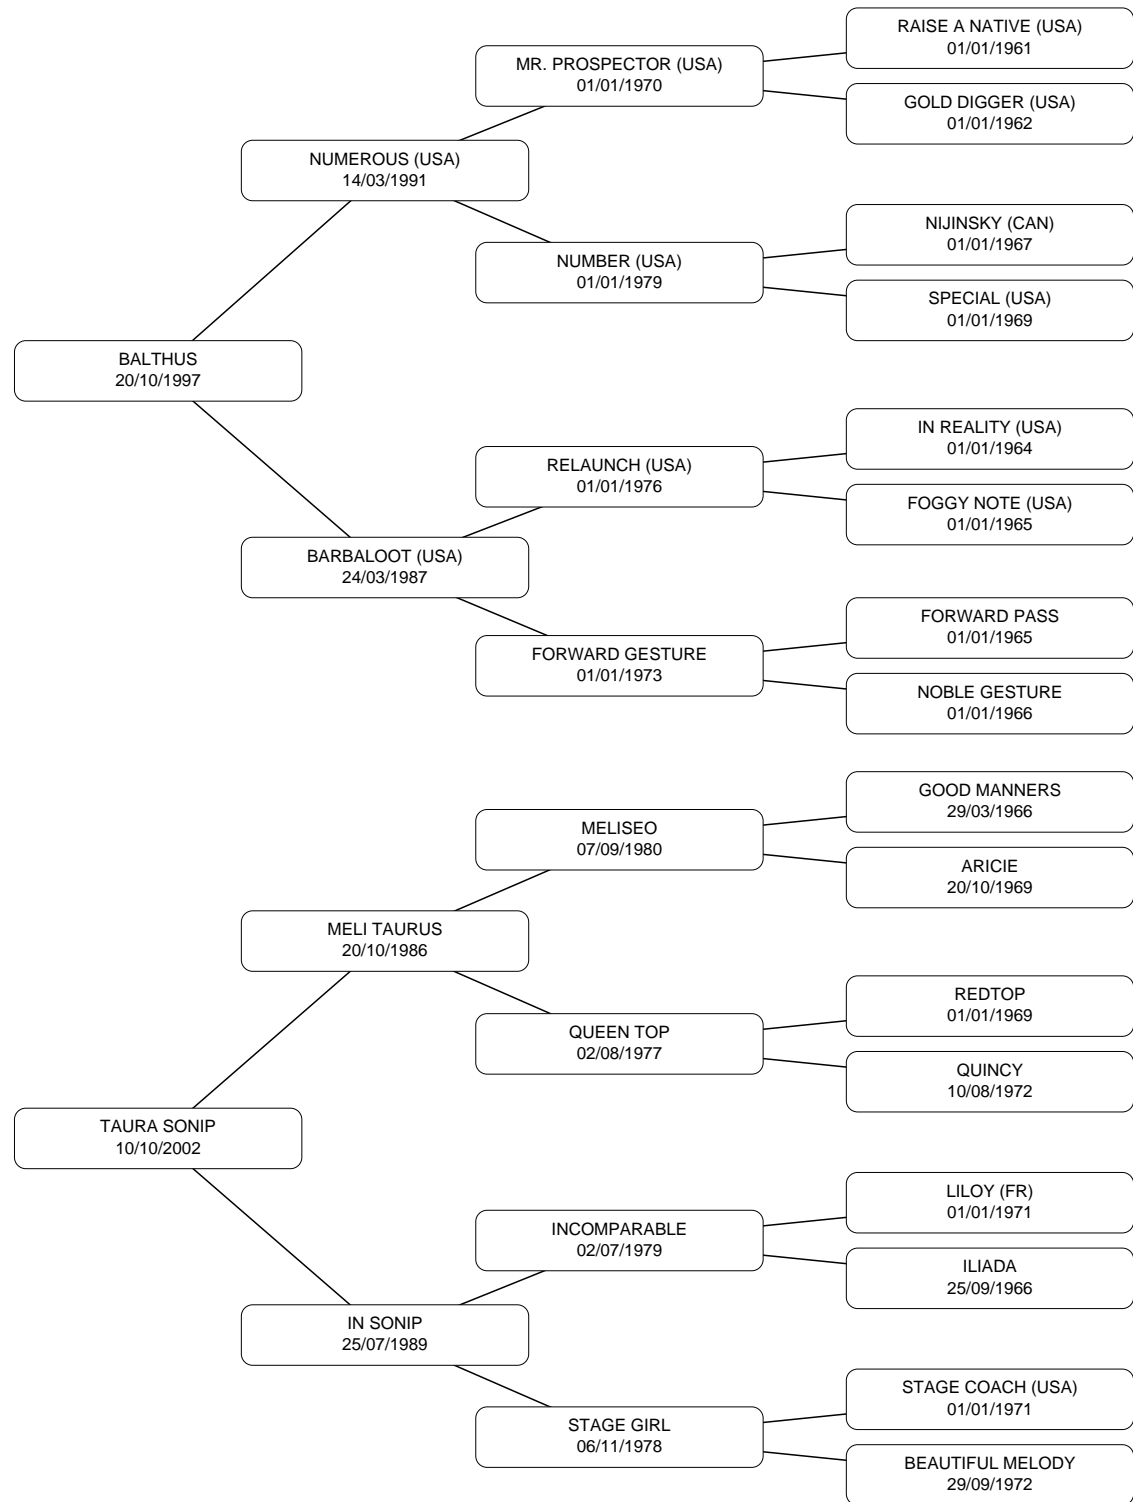 RAISE A NATIVE (USA)
01/01/1961
MR. PROSPECTOR (USA)
01/01/1970
GOLD DIGGER (USA)
01/01/1962
NUMEROUS (USA)
14/03/1991
NIJINSKY (CAN)
01/01/1967
NUMBER (USA)
01/01/1979
SPECIAL (USA)
01/01/1969
BALTHUS
20/10/1997
IN REALITY (USA)
01/01/1964
RELAUNCH (USA)
01/01/1976
FOGGY NOTE (USA)
01/01/1965
BARBALOOT (USA)
24/03/1987
FORWARD PASS
01/01/1965
FORWARD GESTURE
01/01/1973
NOBLE GESTURE
01/01/1966
GOOD MANNERS
29/03/1966
MELISEO
07/09/1980
ARICIE
20/10/1969
MELI TAURUS
20/10/1986
REDTOP
01/01/1969
QUEEN TOP
02/08/1977
QUINCY
10/08/1972
TAURA SONIP
10/10/2002
LILOY (FR)
01/01/1971
INCOMPARABLE
02/07/1979
ILIADA
25/09/1966
IN SONIP
25/07/1989
STAGE COACH (USA)
01/01/1971
STAGE GIRL
06/11/1978
BEAUTIFUL MELODY
29/09/1972